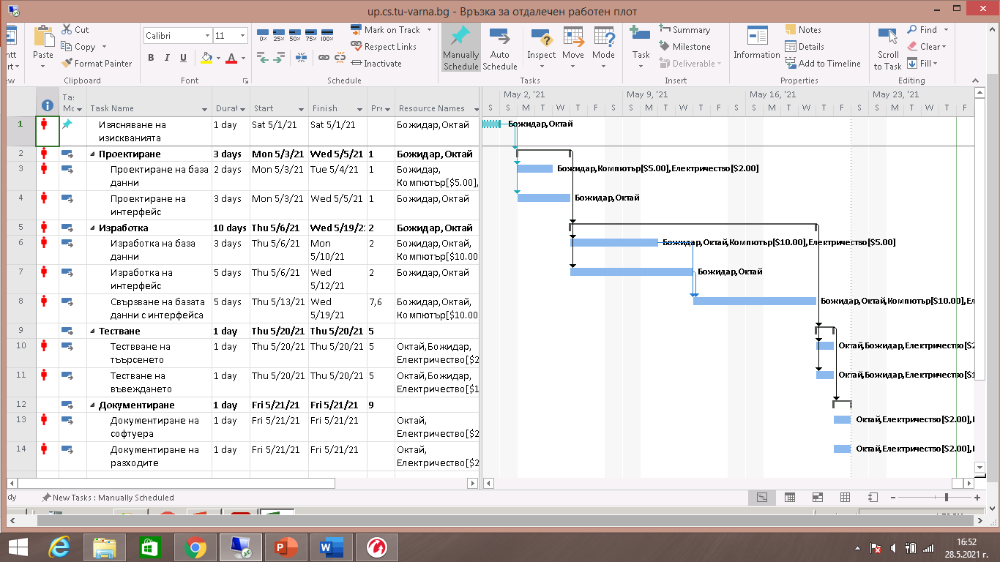 up.cs.tu-varna.bg - Връзка за отдалечен работен плот
Paste
Cut
Copy
Format Painter
Clipboard
Calibri 11
B I U A
Font
0% 25% 50% 75% 100%
Mark on Track
Respect Links
Inactivate
Schedule
Manually Schedule
Auto Schedule
Inspect
Move
Mode
Tasks
Task
Summary
Milestone
Deliverable
Insert
Information
Notes
Details
Add to Timeline
Properties
Scroll to Task
Find
Clear
Fill
Editing
Task Name Start Finish Resource Names
May 2, '21 May 9, '21 May 16, '21 May 23, '21
S S M T W T F S S M T W T F S S M T W T F S S M T W T F
1 Изясняване на 1 day Sat 5/1/21 Sat 5/1/21 Божидар,Октай
изискванията
2 Проектиране 3 days Mon 5/3/21 Wed 5/5/21 1 Божидар,Октай
3 Проектиране на база 2 days Mon 5/3/21 Tue 5/4/21 1 Божидар,
данни Компютър[$5.00],
4 Проектиране на 3 days Mon 5/3/21 Wed 5/5/21 1 Божидар,Октай
интерфейс
5 Изработка 10 days Thu 5/6/21 Wed 5/19/2: 2 Божидар,Октай
6 Изработка на база 3 days Thu 5/6/21 Mon 2 Божидар,Октай,
данни 5/10/21 Компютър[$10.00
7 Изработка на 5 days Thu 5/6/21 Wed 2 Божидар,Октай
интерфейс 5/12/21
8 Свързване на базата 5 days Thu 5/13/21 Wed 7,6 Божидар,Октай,
данни с интерфейса 5/19/21 Компютър[$10.00
9 Тестване 1 day Thu 5/20/21 Thu 5/20/21 5
10 Тествване на 1 day Thu 5/20/21 Thu 5/20/21 5 Октай,Божидар,
тъърсенето Електричество[$2
11 Тестване на 1 day Thu 5/20/21 Thu 5/20/21 5 Октай,Божидар,
въвеждането Електричество[$1
12 Документиране 1 day Fri 5/21/21 Fri 5/21/21 9
13 Документиране на 1 day Fri 5/21/21 Fri 5/21/21 Октай,
софтуера Електричество[$2
14 Документиране на 1 day Fri 5/21/21 Fri 5/21/21 Октай,
разходите Електричество[$2
Божидар,Октай
Божидар,Компютър[$5.00],Електричество[$2.00]
Божидар,Октай
Божидар,Октай,Компютър[$10.00],Електричество[$5.00]
Божидар,Октай
Божидар,Октай,Компютър[$10.00],Ел
Октай,Божидар,Електричество[$2
Октай,Божидар,Електричество[$1
Октай,Електричество[$2.00],
Октай,Електричество[$2.00],
New Tasks : Manually Scheduled
16:52
28.5.2021 г.